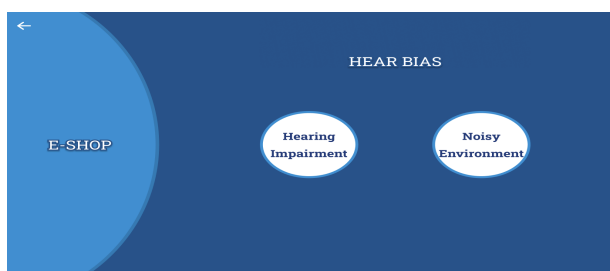 HEAR BIAS
E-SHOP
Hearing
Impairment
Noisy
Environment